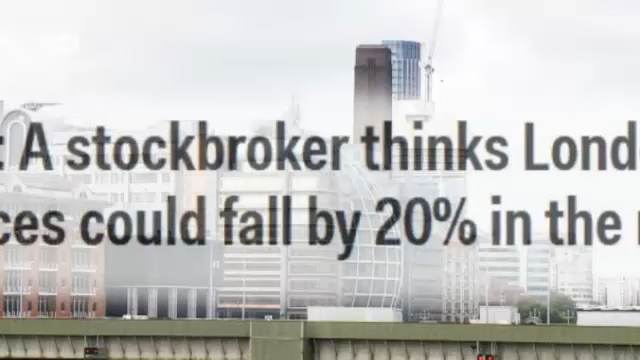 : A stockbroker thinks Lond
ces could fall by 20% in the